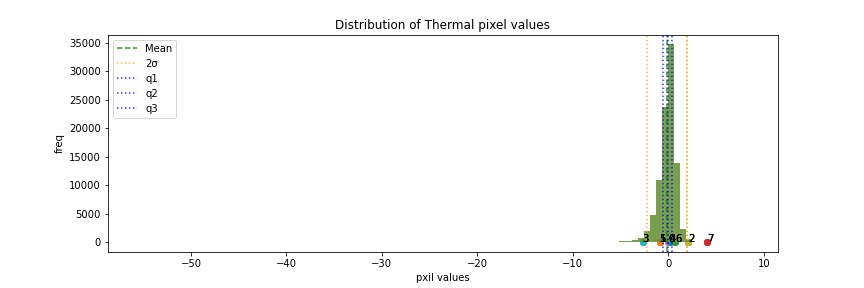 Distribution of Thermal pixel values
Mean
2σ
q1
q2
q3
freq
35000
30000
25000
20000
15000
10000
5000
0
3
2
7
−50
−40
−30
−20
−10
0
10
pxil values